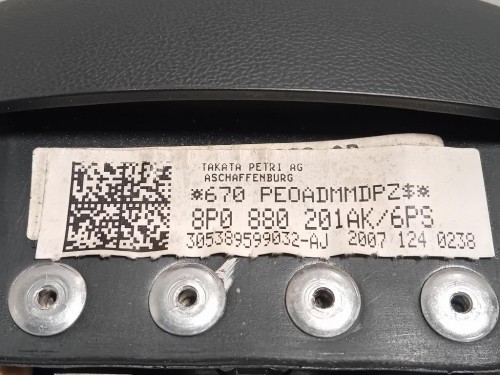 TAKATA PETRI AG
ASCHAFFENBURG
*670 PEOADMMDPZ$*
8P0 880 201AK/6PS
305389599032-AJ 2007 124 0238